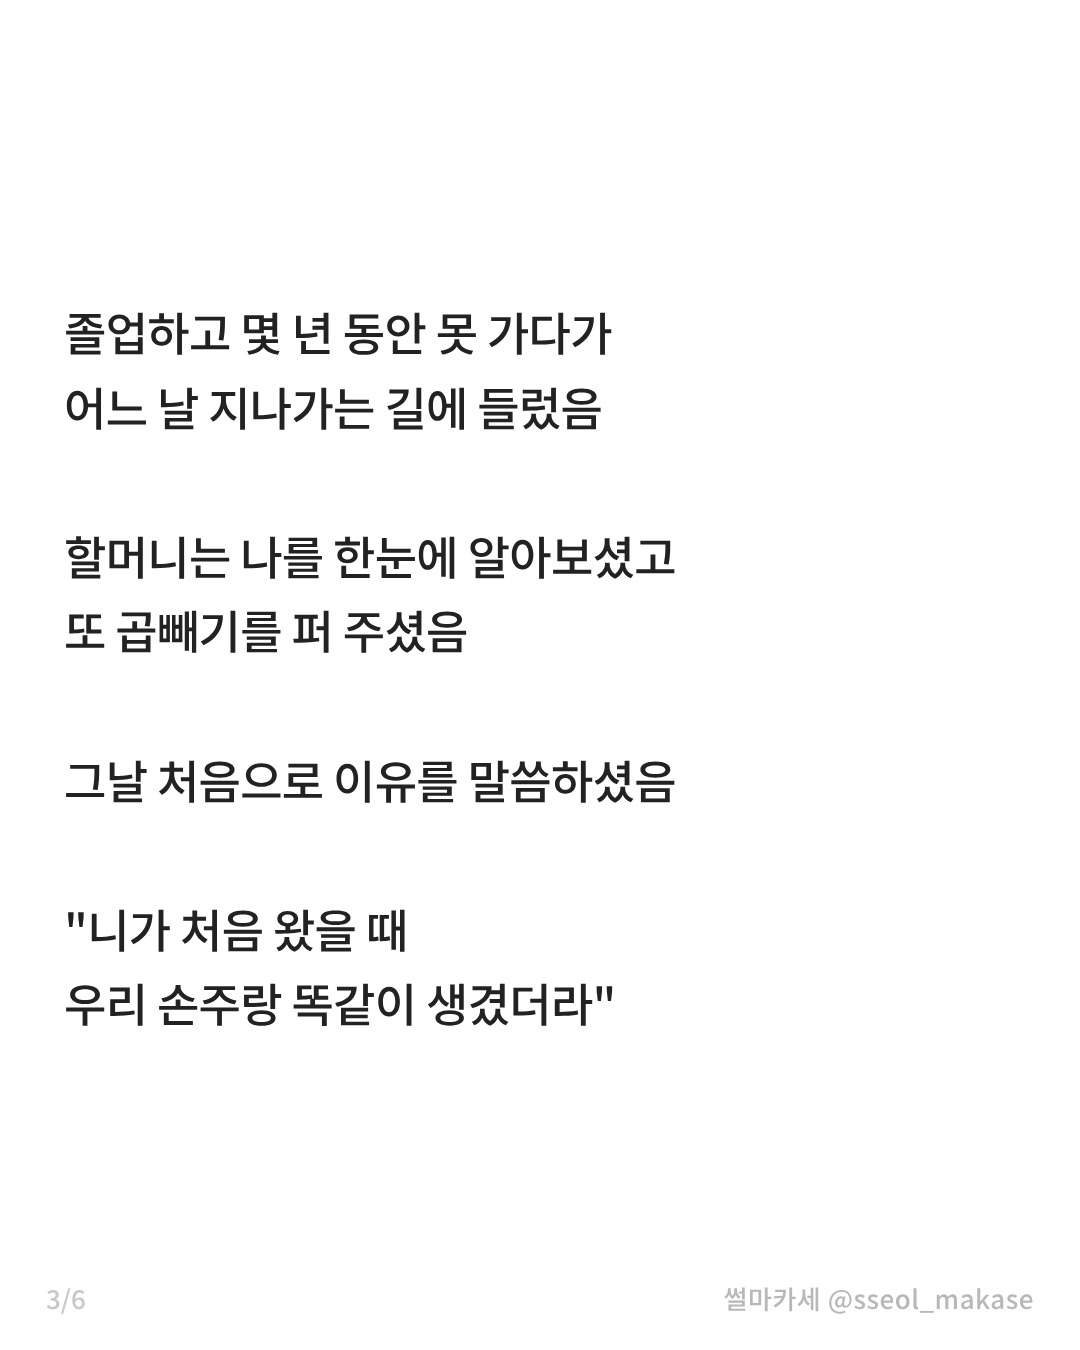 졸업하고 몇 년 동안 못 가다가
어느 날 지나가는 길에 들렀음
할머니는 나를 한눈에 알아보셨고
또 곱빼기를 퍼 주셨음
그날 처음으로 이유를 말씀하셨음
"니가 처음 왔을 때
우리 손주랑 똑같이 생겼더라"
3/6
썰마카세 @sseol_makase